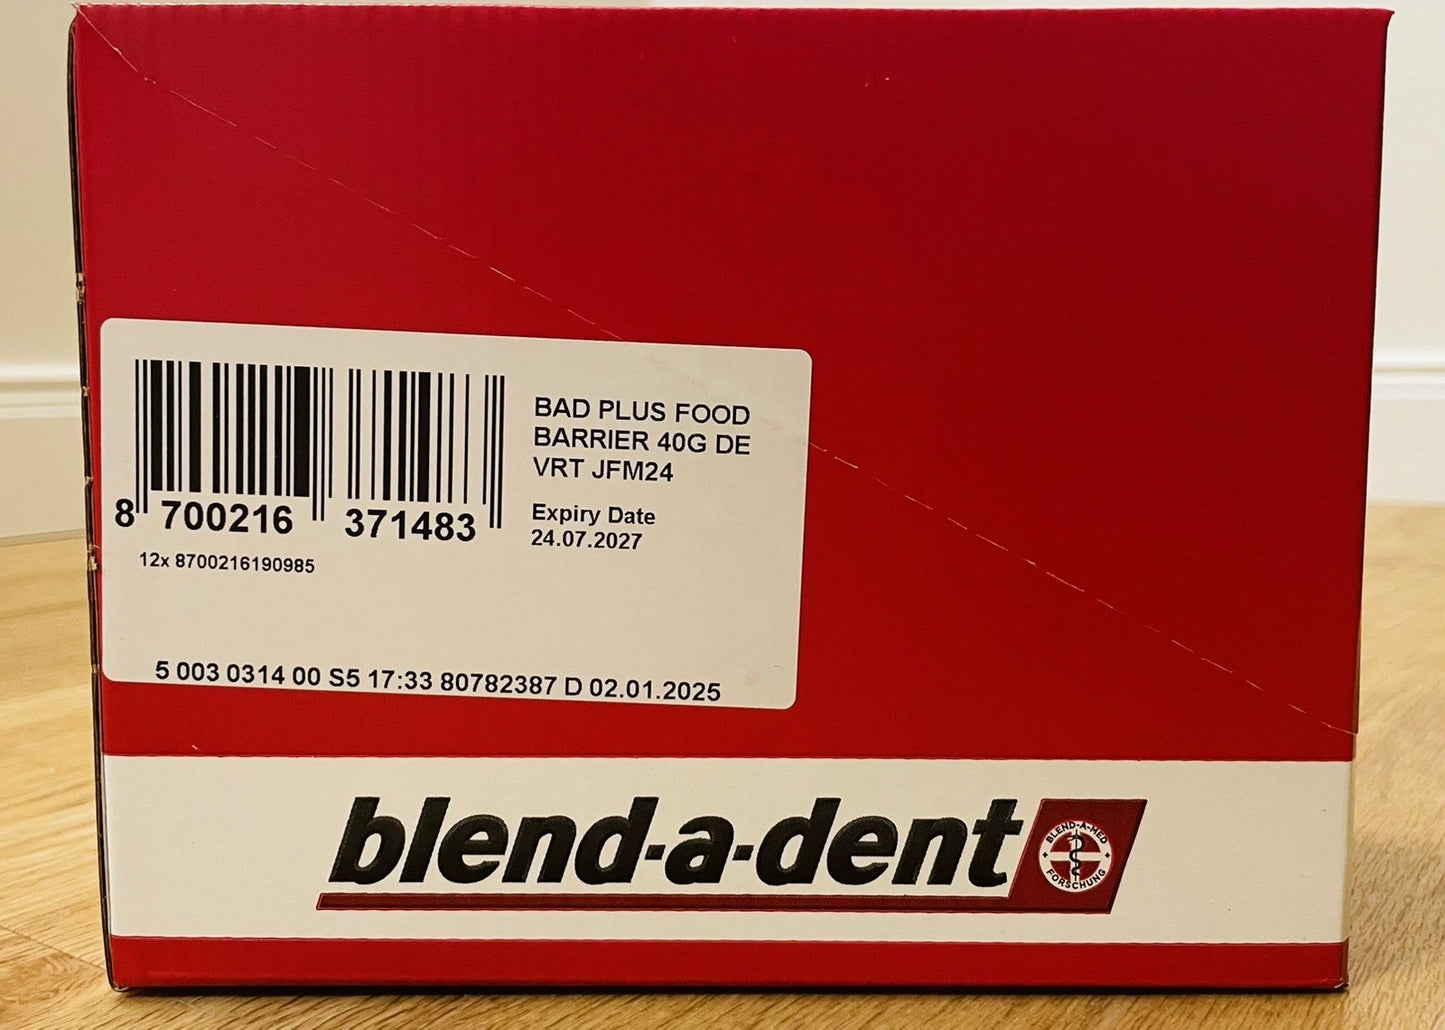 BAD PLUS FOOD
BARRIER 40G DE
VRT JFM24
Expiry Date
24.07.2027
8 700216 371483
12x 8700216190985
5 003 0314 00 S5 17:33 80782387 D 02.01.2025
blend-a-dent
BLEND-A-MED
FORSCHUNG